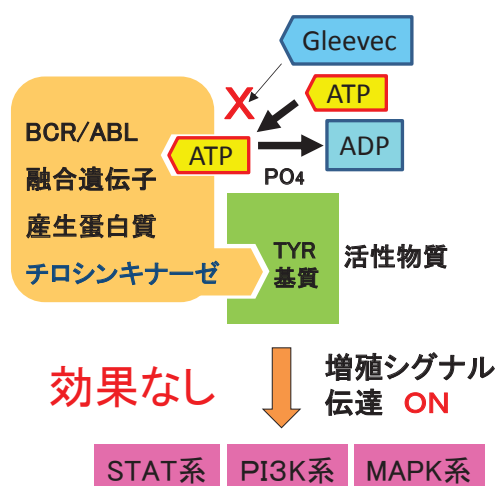 Gleevec
X
ATP
BCR/ABL
ATP
ADP
融合遺伝子
PO4
産生蛋白質
TYR
基質
活性物質
チロシンキナーゼ
効果なし
増殖シグナル
伝達 ON
STAT系
PI3K系
MAPK系